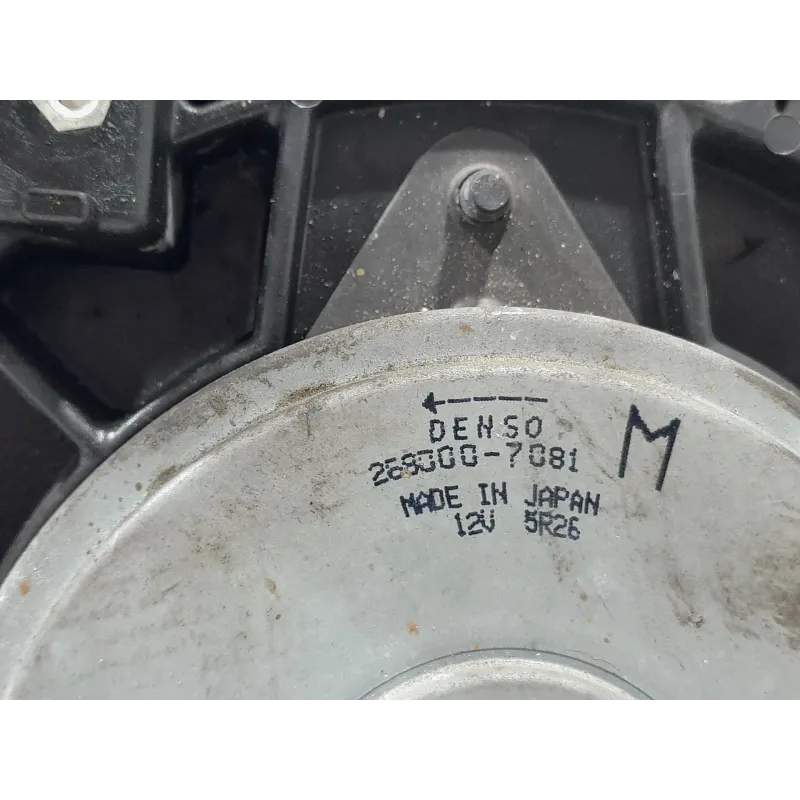 DENSO
268000-7081
M
MADE IN JAPAN
12V 5R26